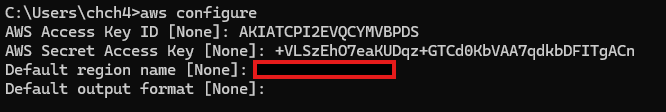 C:\Users\chch4>aws configure
AWS Access Key ID [None]: AKIATCPI2EVQCYMVBPDS
AWS Secret Access Key [None]: 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
Default region name [None]:
Default output format [None]: